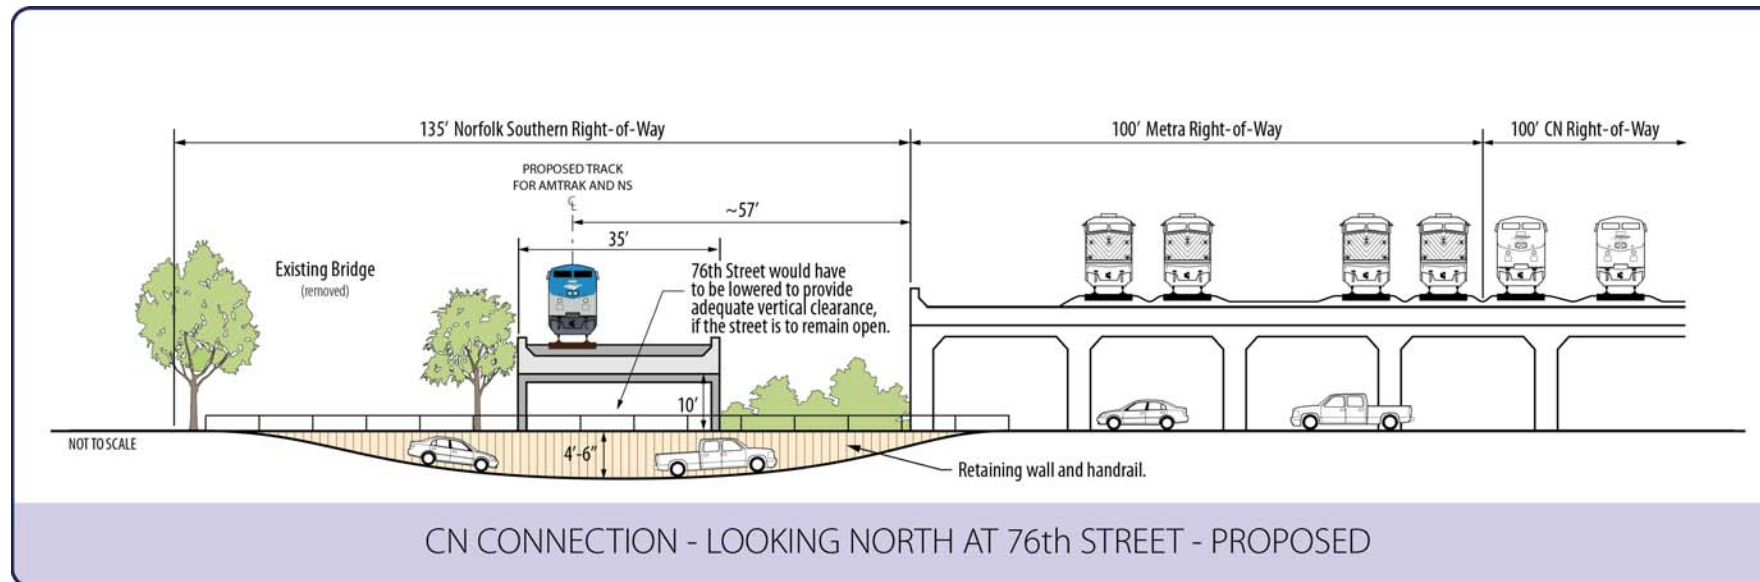 135' Norfolk Southern Right-of-Way
100' Metra Right-of-Way
100' CN Right-of-Way
PROPOSED TRACK
FOR AMTRAK AND NS
℄
~57'
35'
Existing Bridge
(removed)
76th Street would have
to be lowered to provide
adequate vertical clearance,
if the street is to remain open.
10'
NOT TO SCALE
4'-6"
Retaining wall and handrail.
CN CONNECTION - LOOKING NORTH AT 76th STREET - PROPOSED